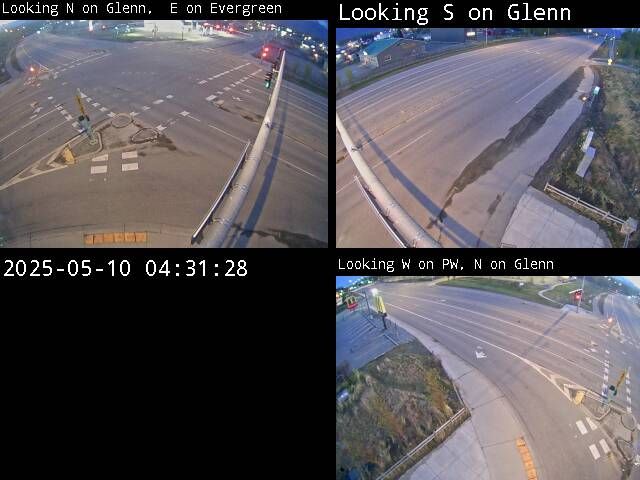 Looking N on Glenn, E on Evergreen
Looking S on Glenn
2025-05-10 04:31:28
Looking W on PW, N on Glenn